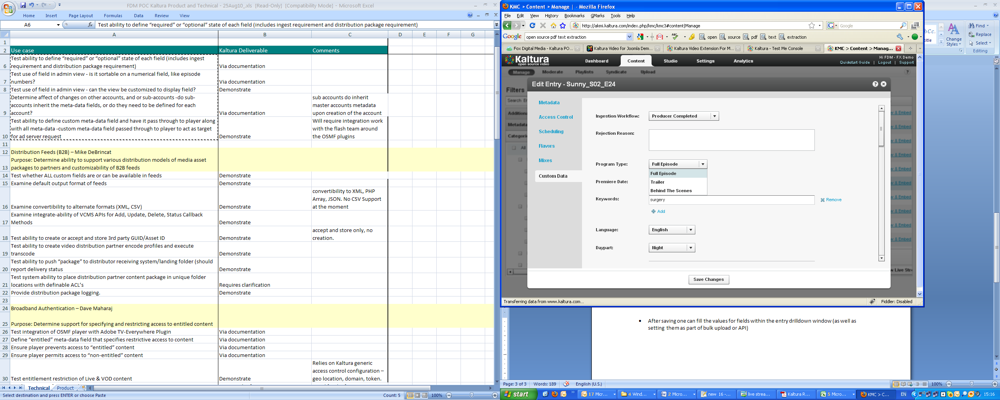 FDM POC Kaltura Product and Technical - 25Aug10_.xls [Read-Only] [Compatibility Mode] - Microsoft Excel
Home Insert Page Layout Formulas Data Review View
A6 fx Test ability to define “required” or “optional” state of each field (includes ingest requirement and distribution package requirement)
A B C D E F G
1
2 Use case Kaltura Deliverable Comments
Test ability to define “required” or “optional” state of each field (includes ingest
6 requirement and distribution package requirement) Via documentation
Test use of field in admin view - is it sortable on a numerical field, like episode
7 numbers? Via documentation
8 Test use of field in admin view - can the view be customized to display field? Demonstrate
Determine affect of changes on other accounts, and or sub-accounts -do sub- sub accounts do inherit
accounts inherit the meta-data fields, or do they need to be defined for each master accounts metadata
9 account? Via documentation upon creation of the account
Test ability to define custom meta-data field and have it pass through to player along Will require integration work
with all meta-data -custom meta-data field passed through to player to act as target with the flash team around
10 for ad server request Demonstrate the OSMF plugins
11
12 Distribution Feeds (B2B) – Mike DeBrincat
Purpose: Determine ability to support various distribution models of media asset
13 packages to partners and customizability of B2B feeds
14 Test whether ALL custom fields are or can be available in feeds Demonstrate
15 Examine default output format of feeds Demonstrate
convertibility to XML, PHP
Array, JSON. No CSV Support
16 Examine convertibility to alternate formats (XML, CSV) Demonstrate at the moment
Examine integrate-ability of VCMS APIs for Add, Update, Delete, Status Callback
17 Methods Demonstrate
accept and store only, no
18 Test ability to create or accept and store 3rd party GUID/Asset ID Demonstrate creation.
Test ability to create video distribution partner encode profiles and execute
19 transcode Demonstrate
Test ability to push “package” to distributor receiving system/landing folder (should
20 report delivery status Demonstrate
Test system ability to place distribution partner content package in unique folder
21 locations with definable ACL’s Requires clarification
22 Provide distribution package logging. Demonstrate
23
24 Broadband Authentication – Dave Maharaj
25 Purpose: Determine support for specifying and restricting access to entitled content
26 Test integration of OSMF player with Adobe TV-Everywhere Plugin Via documentation
27 Define “entitled” meta-data field that specifies restrictive access to content Via documentation
28 Ensure player prevents access to “entitled” content Via documentation
29 Ensure player permits access to “non-entitled” content Via documentation
Relies on Kaltura generic
access control configuration –
30 Test entitlement restriction of Live & VOD content Demonstrate geo location, domain, token.
Technical Product
Select destination and press ENTER or choose Paste Count: 5 100%
KMC > Content > Manage | - Mozilla Firefox
File Edit View History Bookmarks GMarks Tools Help
http://akmi.kaltura.com/index.php/kmc/kmc3#content|Manage Google
Google open source pdf text extraction ABC open source pdf text extraction
Fox Digital Media - Kaltura PO... Kaltura Video for Joomla Dem... Kaltura Video Extension For M... Kaltura - Test Me Console KMC > Content > Manag...
Kaltura open source video Dashboard Content Studio Settings Analytics
Hi FDM - FX Demo
Quickstart Guide | Logout | Support
Manage Moderate Playlists Syndicate Upload ?
Filters
Search En
Additiona
Metadata
Categorie
All
Edit Entry - Sunny_S02_E24
Metadata
Access Control
Scheduling
Flavors
Mixes
Custom Data
Ingestion Workflow: Producer Completed
Rejection Reason:
Program Type: Full Episode
Full Episode
Trailer
Behind The Scenes
Premiere Date:
Keywords: surgery Remove
Add
Language: English
Daypart: Night
Save Changes
w & Embed
w & Embed
w & Embed
w & Embed
w & Embed
w & Embed
w & Embed
w & Embed
w & Embed
w & Embed
w Live Stre
Transferring data from www.kaltura.com... Fiddler: Disabled
bCc. Change Styles Find Replace Select
title Editing
• After saving one can fill the values for fields within the entry drilldown window (as well as
setting them as part of bulk upload or API)
Page: 3 of 3 Words: 189 English (U.S.) 100%
start 17 Micr... 4 Wind... 2 Micro... new 16 -... live strea... Kaltura R... 5 Micro... KMC > C... EN 15:16